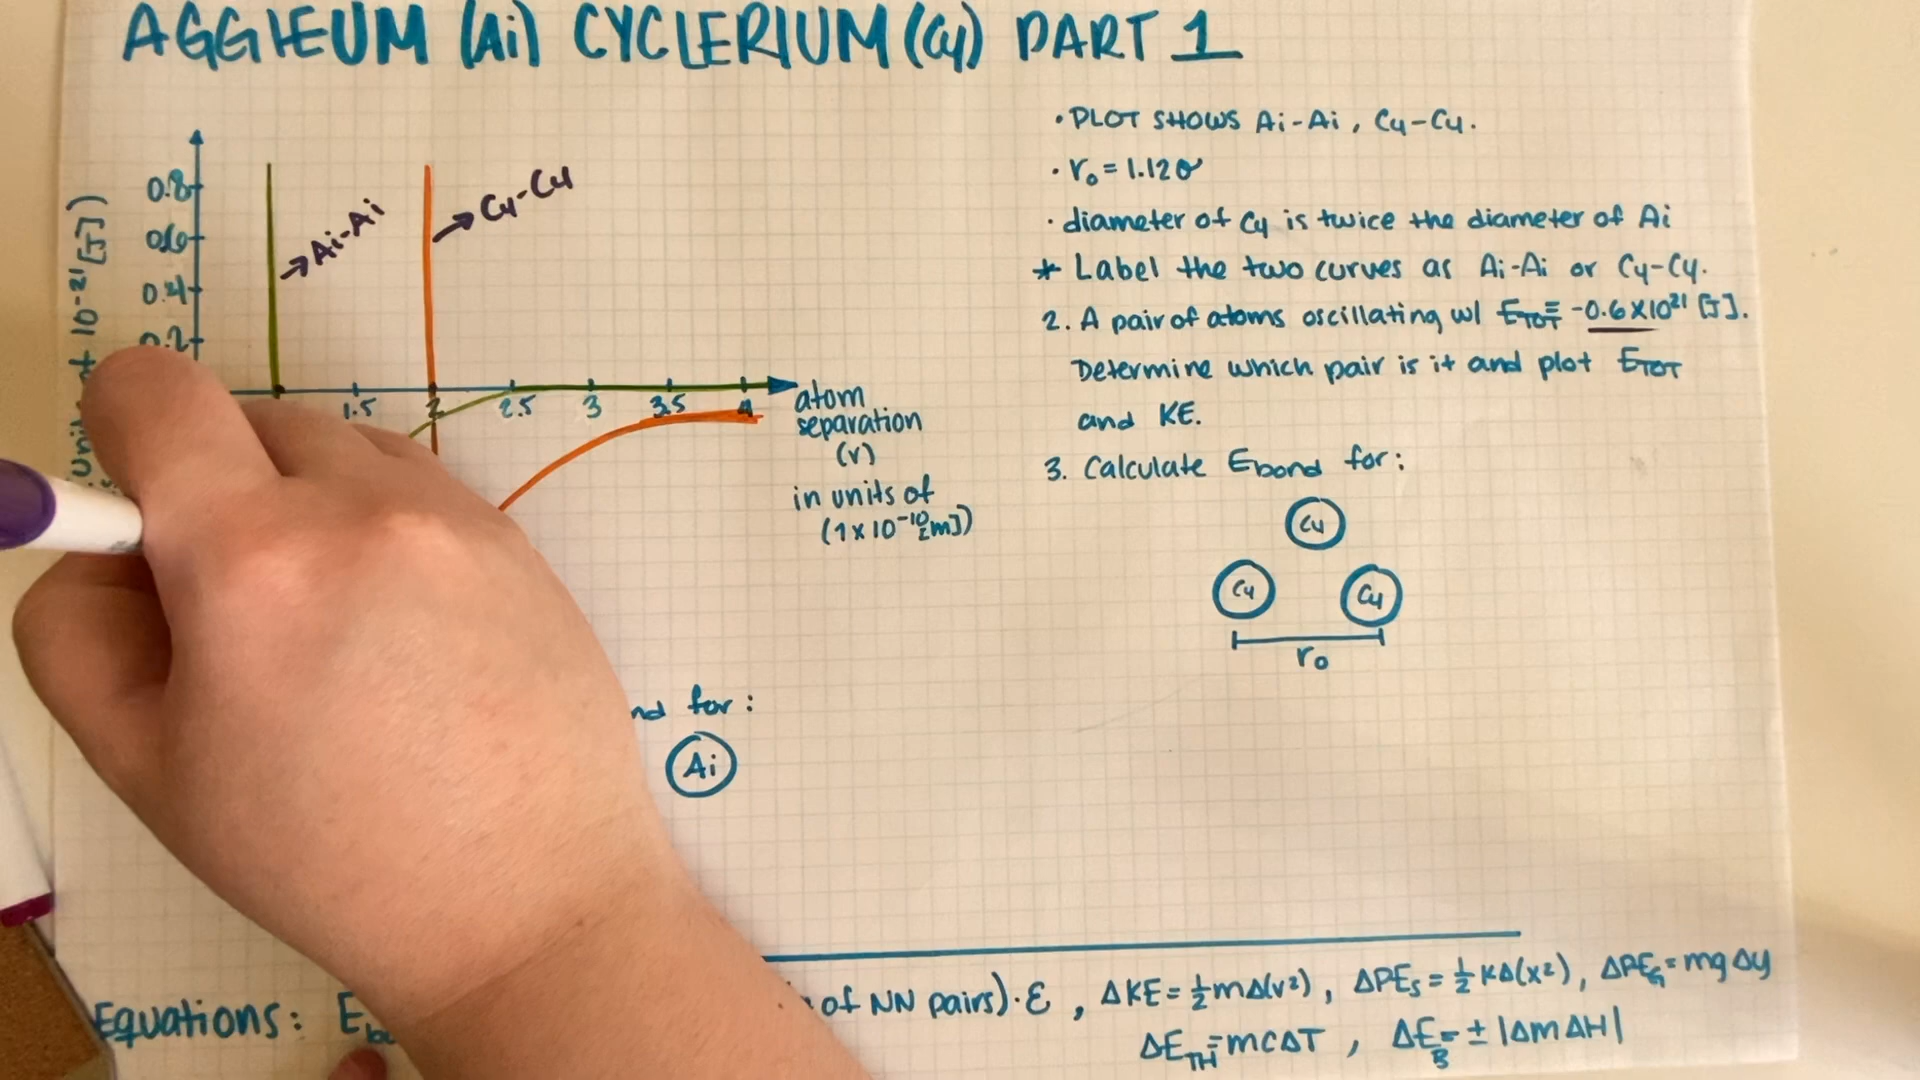 AGGIEUM (Ai) CYCLERIUM (Cy) PART 1
• PLOT SHOWS Ai-Ai, Cy-Cy.
• r₀ = 1.12σ
• diameter of Cy is twice the diameter of Ai
* Label the two curves as Ai-Ai or Cy-Cy.
2. A pair of atoms oscillating w/ E_TOT = -0.6 x 10²¹ [J].
Determine which pair is it and plot E_TOT
and KE.
3. Calculate Ebond for:
Cy
Cy Cy
r₀
0.8
0.6
0.4
0.2
10⁻²¹ [J]
→ Ai-Ai
→ Cy-Cy
1.5 2 2.5 3 3.5 4
atom
separation
(r)
in units of
(1 x 10⁻¹⁰ [m])
for:
Ai
Equations:
of NN pairs)·ε, ΔKE = ½mΔ(v²), ΔPEs = ½KΔ(x²), ΔPE_G = mgΔy
ΔE_TH = mCΔT, ΔE_B = ±|ΔmΔH|